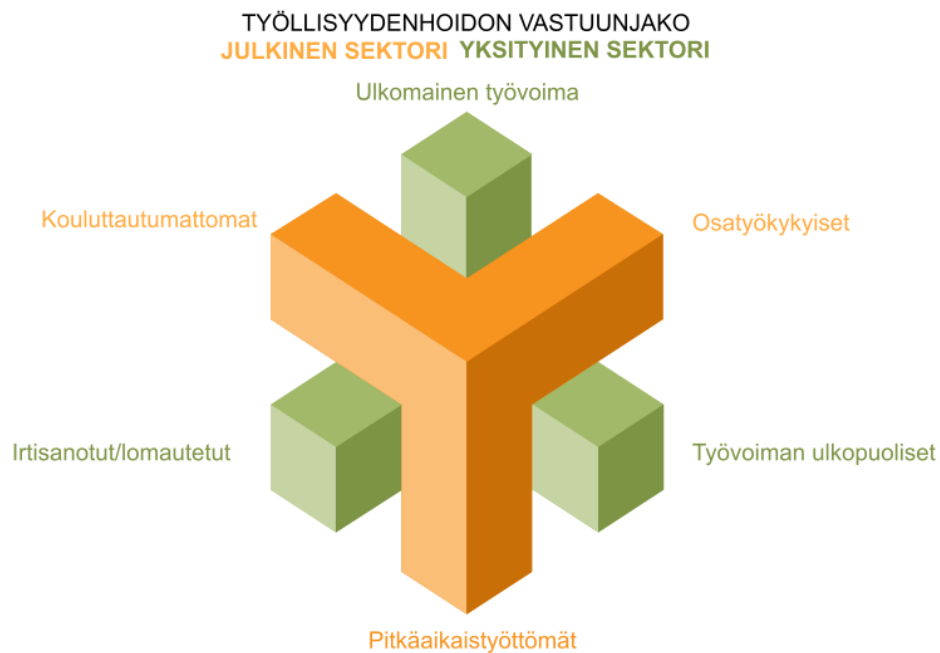 TYÖLLISYYDENHOIDON VASTUUNJAKO
JULKINEN SEKTORI YKSITYINEN SEKTORI
Ulkomainen työvoima
Kouluttautumattomat
Osatyökykyiset
Irtisanotut/lomautetut
Työvoiman ulkopuoliset
Pitkäaikaistyöttömät